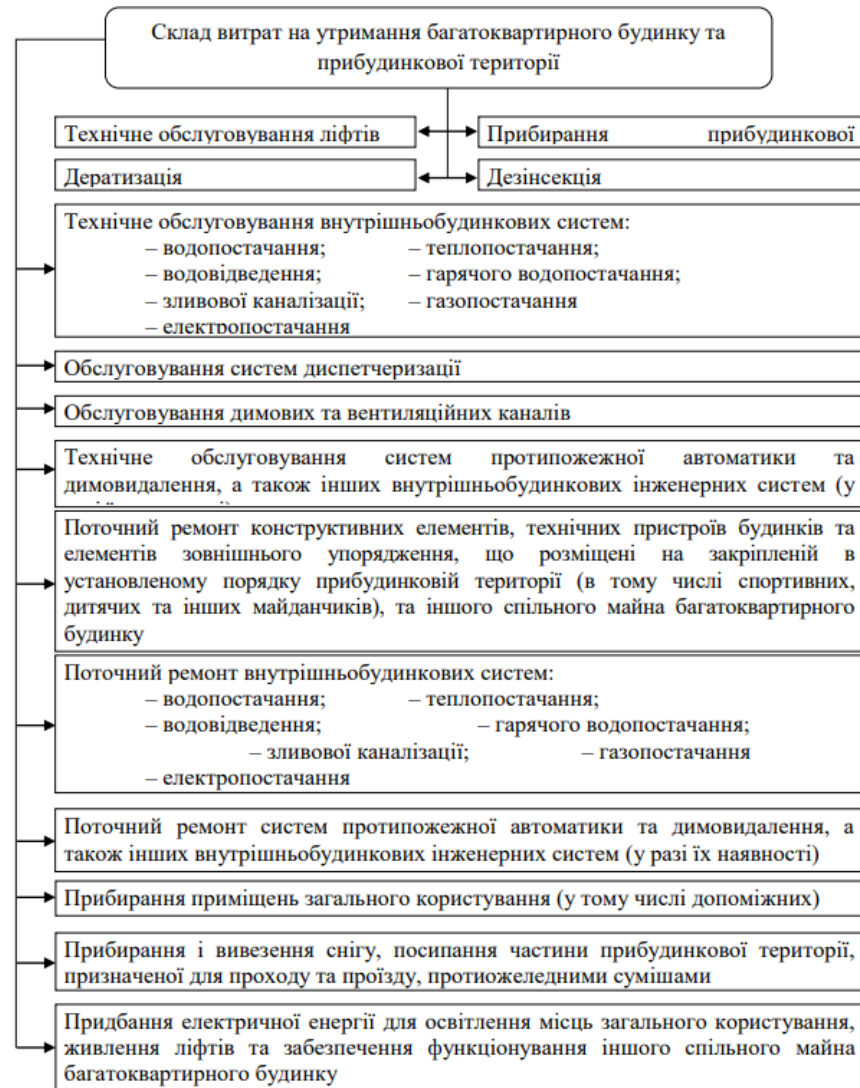 Склад витрат на утримання багатоквартирного будинку та
прибудинкової території
Технічне обслуговування ліфтів
Прибирання прибудинкової
Дератизація
Дезінсекція
Технічне обслуговування внутрішньобудинкових систем:
– водопостачання; – теплопостачання;
– водовідведення; – гарячого водопостачання;
– зливової каналізації; – газопостачання
– електропостачання
Обслуговування систем диспетчеризації
Обслуговування димових та вентиляційних каналів
Технічне обслуговування систем протипожежної автоматики та
димовидалення, а також інших внутрішньобудинкових інженерних систем (у
Поточний ремонт конструктивних елементів, технічних пристроїв будинків та
елементів зовнішнього упорядження, що розміщені на закріпленій в
установленому порядку прибудинковій території (в тому числі спортивних,
дитячих та інших майданчиків), та іншого спільного майна багатоквартирного
будинку
Поточний ремонт внутрішньобудинкових систем:
– водопостачання; – теплопостачання;
– водовідведення; – гарячого водопостачання;
– зливової каналізації; – газопостачання
– електропостачання
Поточний ремонт систем протипожежної автоматики та димовидалення, а
також інших внутрішньобудинкових інженерних систем (у разі їх наявності)
Прибирання приміщень загального користування (у тому числі допоміжних)
Прибирання і вивезення снігу, посипання частини прибудинкової території,
призначеної для проходу та проїзду, протиожеледними сумішами
Придбання електричної енергії для освітлення місць загального користування,
живлення ліфтів та забезпечення функціонування іншого спільного майна
багатоквартирного будинку